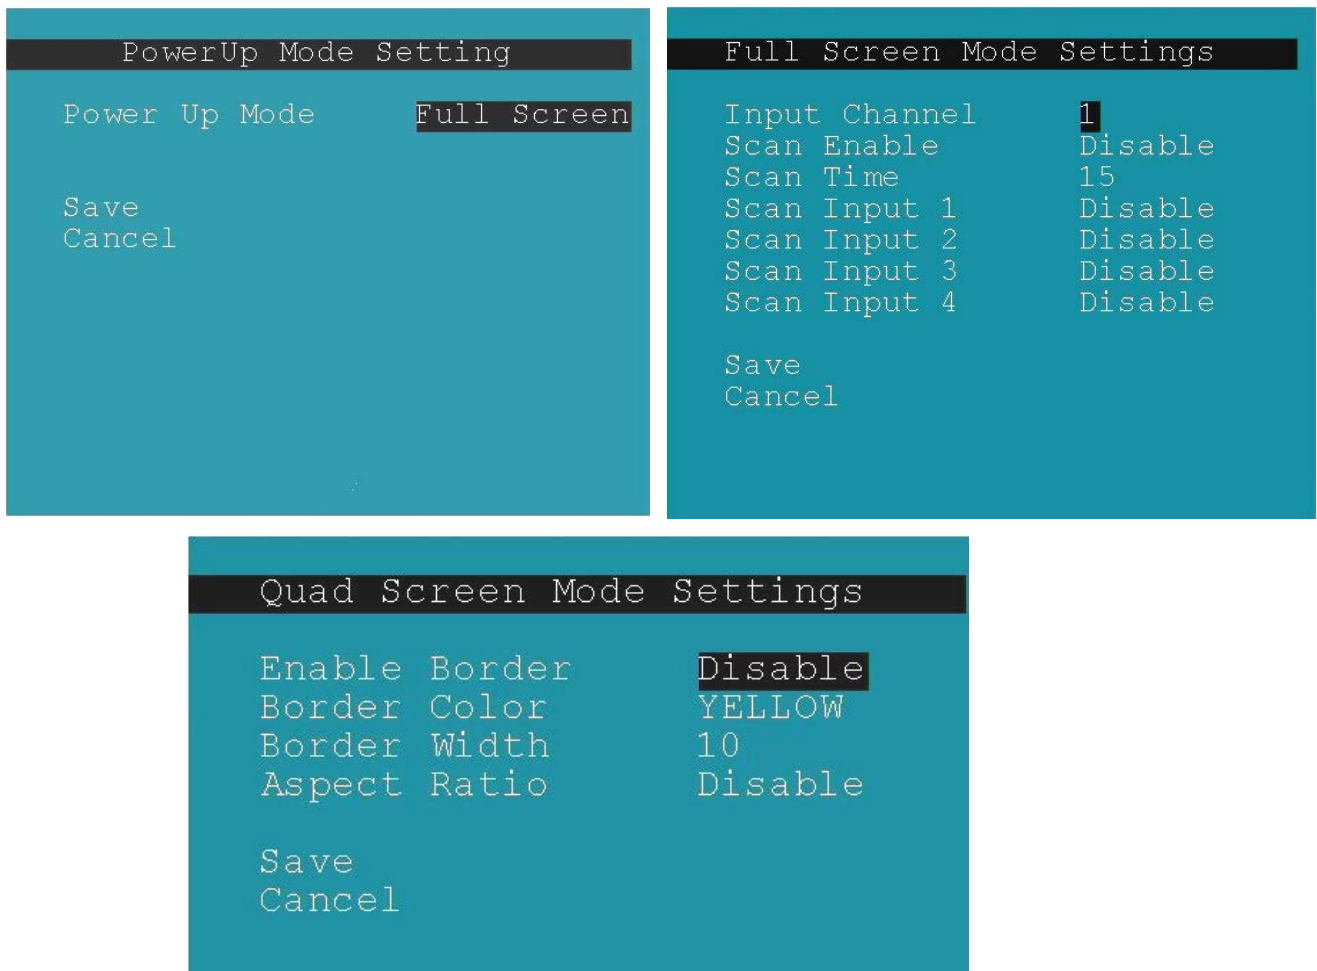 PowerUp Mode Setting
Power Up Mode Full Screen
Save
Cancel
Full Screen Mode Settings
Input Channel 1
Scan Enable Disable
Scan Time 15
Scan Input 1 Disable
Scan Input 2 Disable
Scan Input 3 Disable
Scan Input 4 Disable
Save
Cancel
Quad Screen Mode Settings
Enable Border Disable
Border Color YELLOW
Border Width 10
Aspect Ratio Disable
Save
Cancel